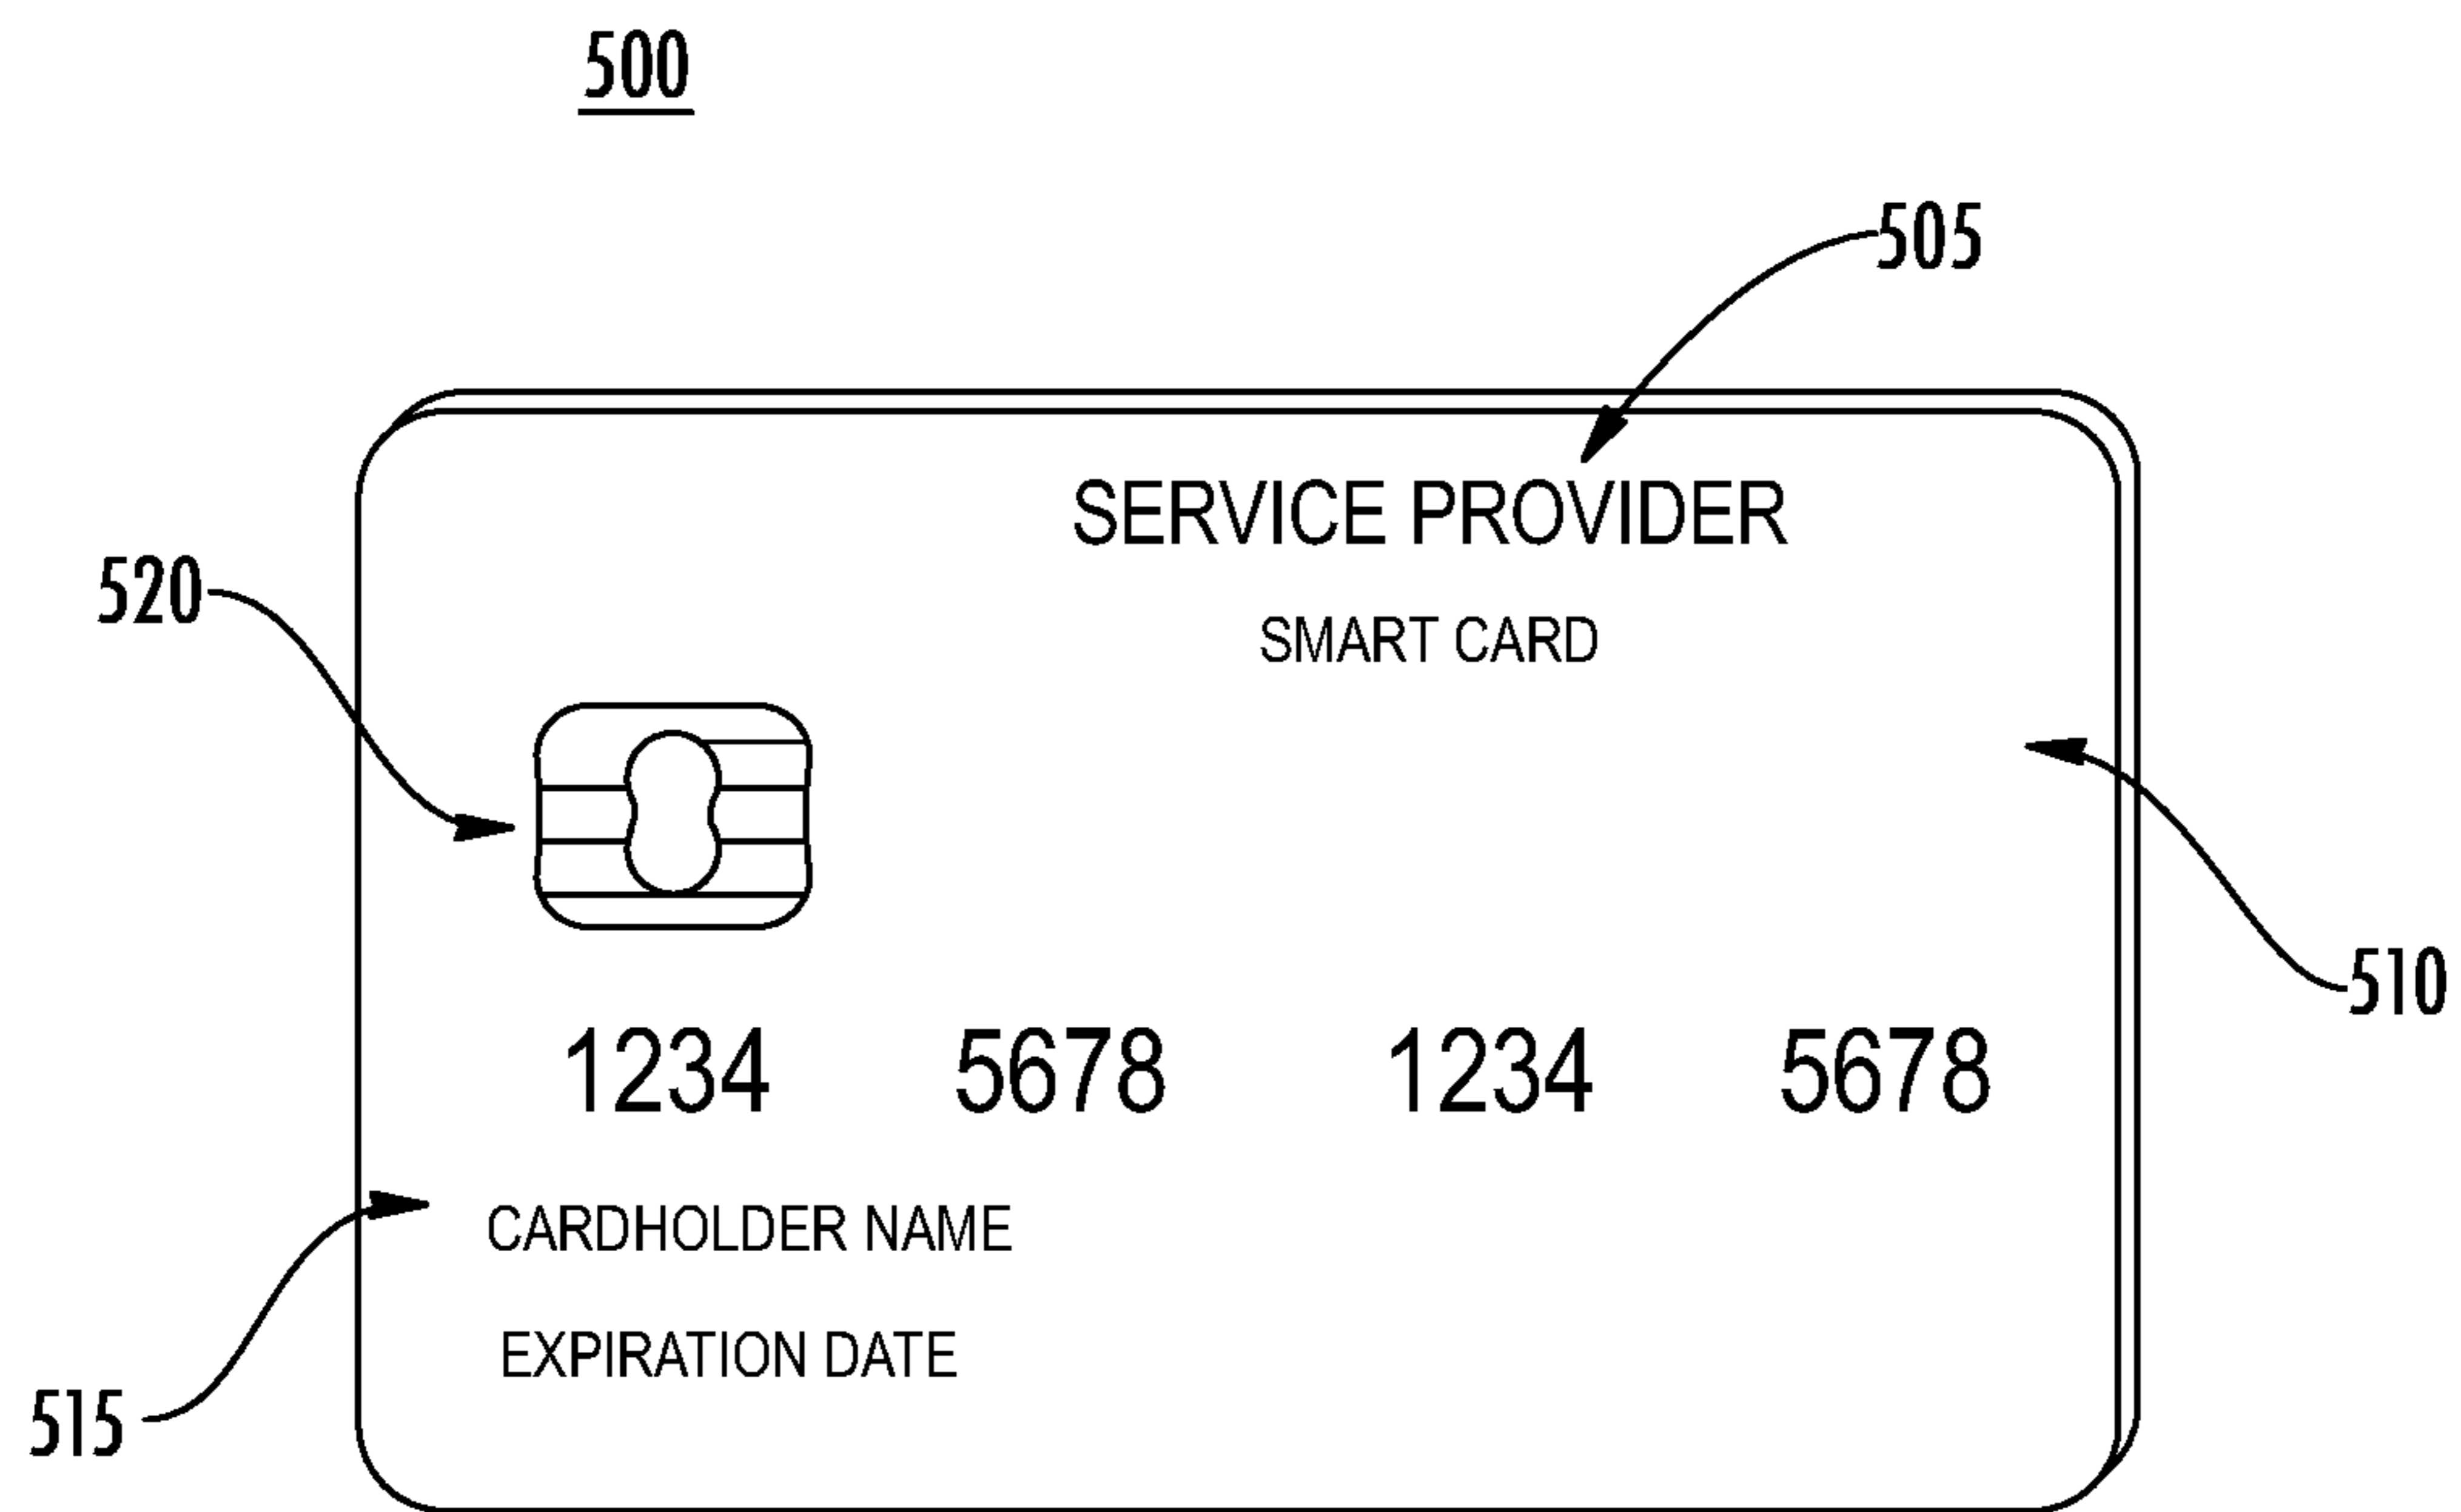 500
505
SERVICE PROVIDER
520
SMART CARD
510
1234 5678 1234 5678
CARDHOLDER NAME
EXPIRATION DATE
515